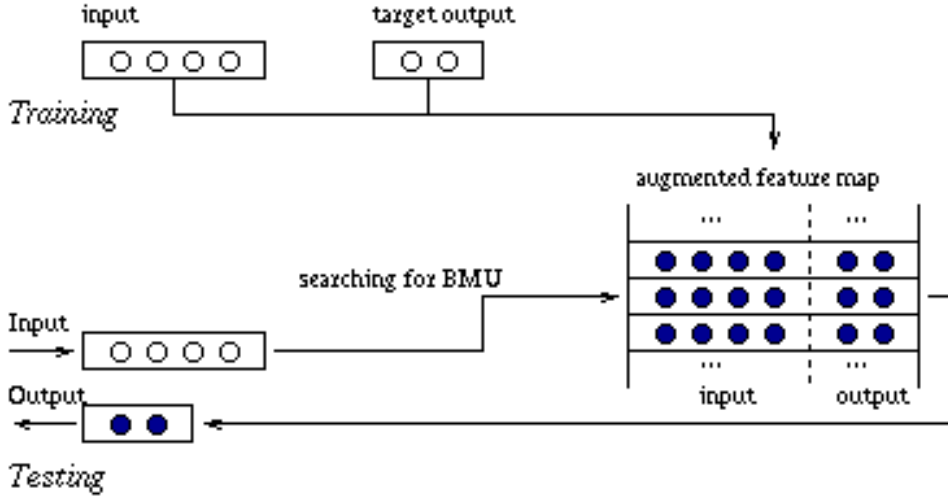 input
target output
Training
augmented feature map
... ...
searching for BMU
Input
... ...
input output
Output
Testing